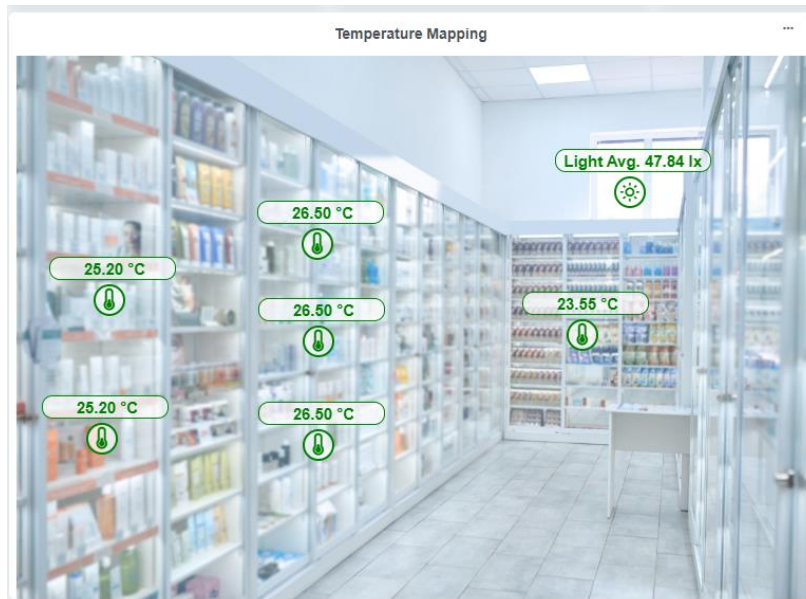 Temperature Mapping
...
Light Avg. 47.84 lx
26.50 °C
25.20 °C
26.50 °C
23.55 °C
25.20 °C
26.50 °C